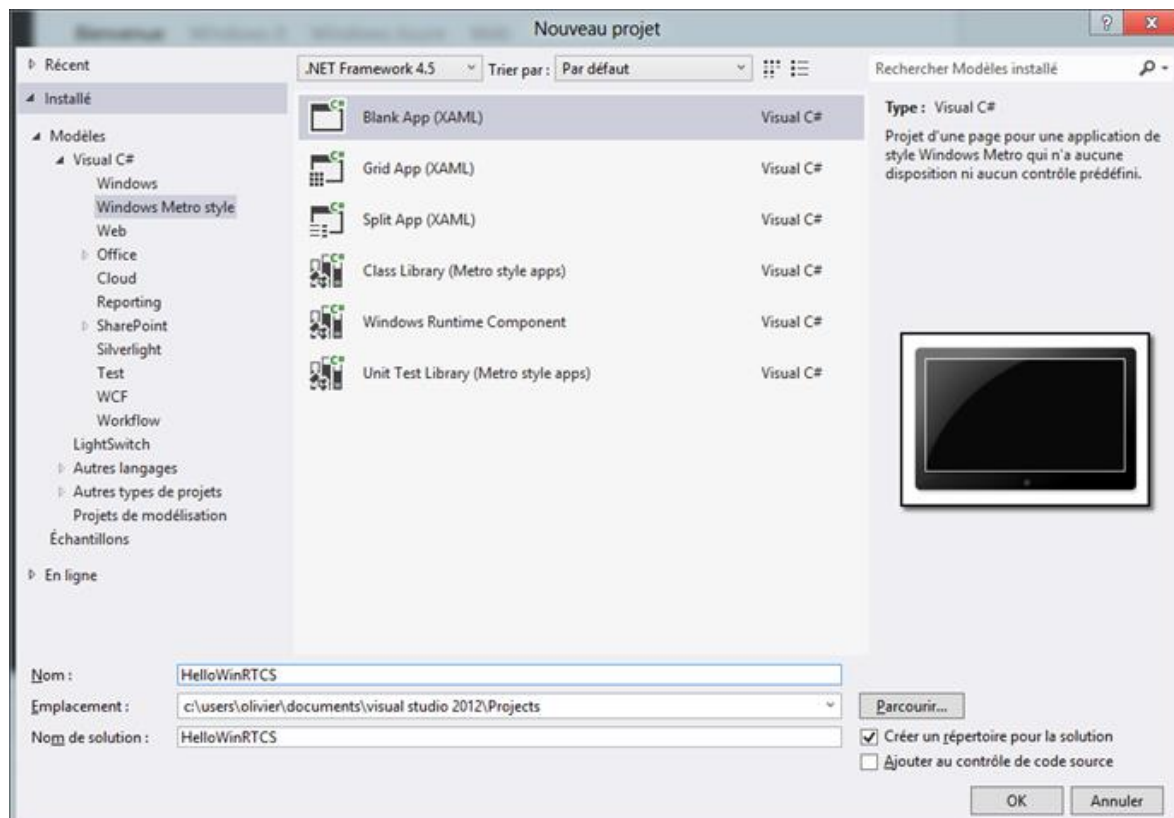 Nouveau projet
Récent
Installé
Modèles
Visual C#
Windows
Windows Metro style
Web
Office
Cloud
Reporting
SharePoint
Silverlight
Test
WCF
Workflow
LightSwitch
Autres langages
Autres types de projets
Projets de modélisation
Échantillons
En ligne
.NET Framework 4.5 Trier par : Par défaut
Blank App (XAML) Visual C#
Grid App (XAML) Visual C#
Split App (XAML) Visual C#
Class Library (Metro style apps) Visual C#
Windows Runtime Component Visual C#
Unit Test Library (Metro style apps) Visual C#
Rechercher Modèles installé
Type : Visual C#
Projet d'une page pour une application de
style Windows Metro qui n'a aucune
disposition ni aucun contrôle prédéfini.
Nom : HelloWinRTCS
Emplacement : c:\users\olivier\documents\visual studio 2012\Projects
Parcourir...
Nom de solution : HelloWinRTCS
Créer un répertoire pour la solution
Ajouter au contrôle de code source
OK Annuler